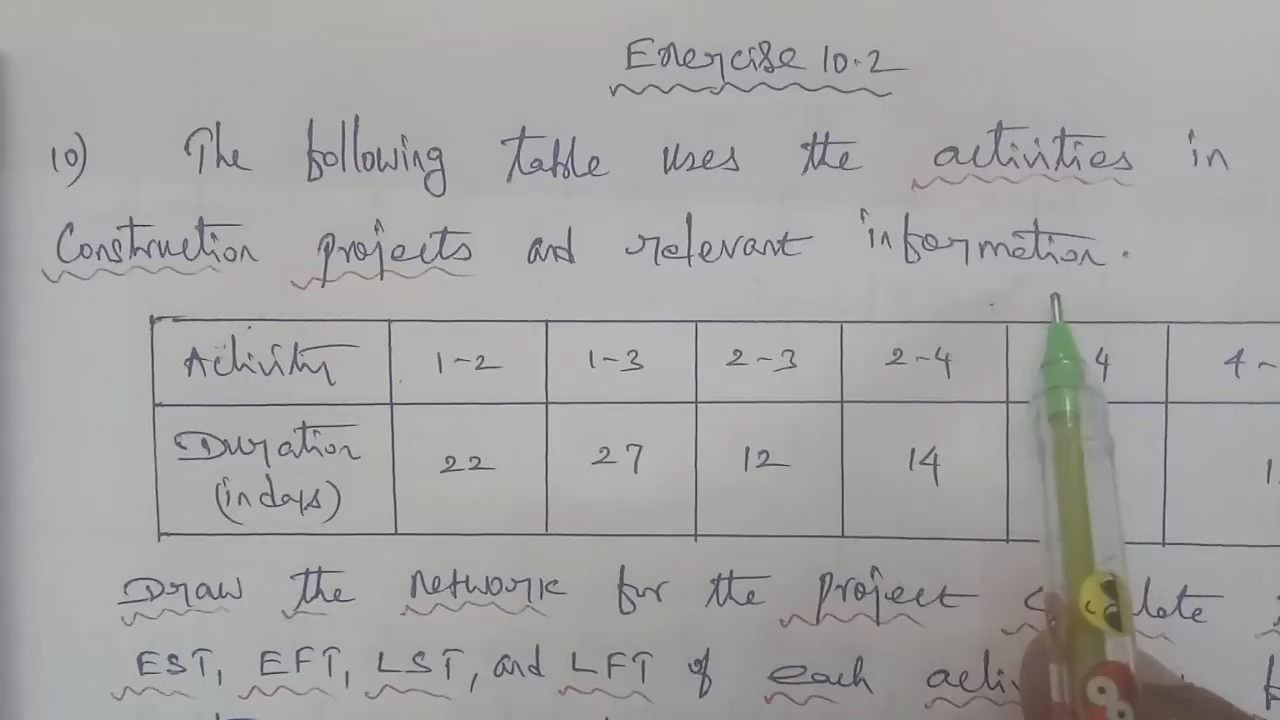 Exercise 10.2
10) The following table uses the activities in
Construction projects and relevant information.
Activity 1-2 1-3 2-3 2-4 4 4-
Duration (in days) 22 27 12 14
Draw the network for the project
EST, EFT, LST, and LFT of each